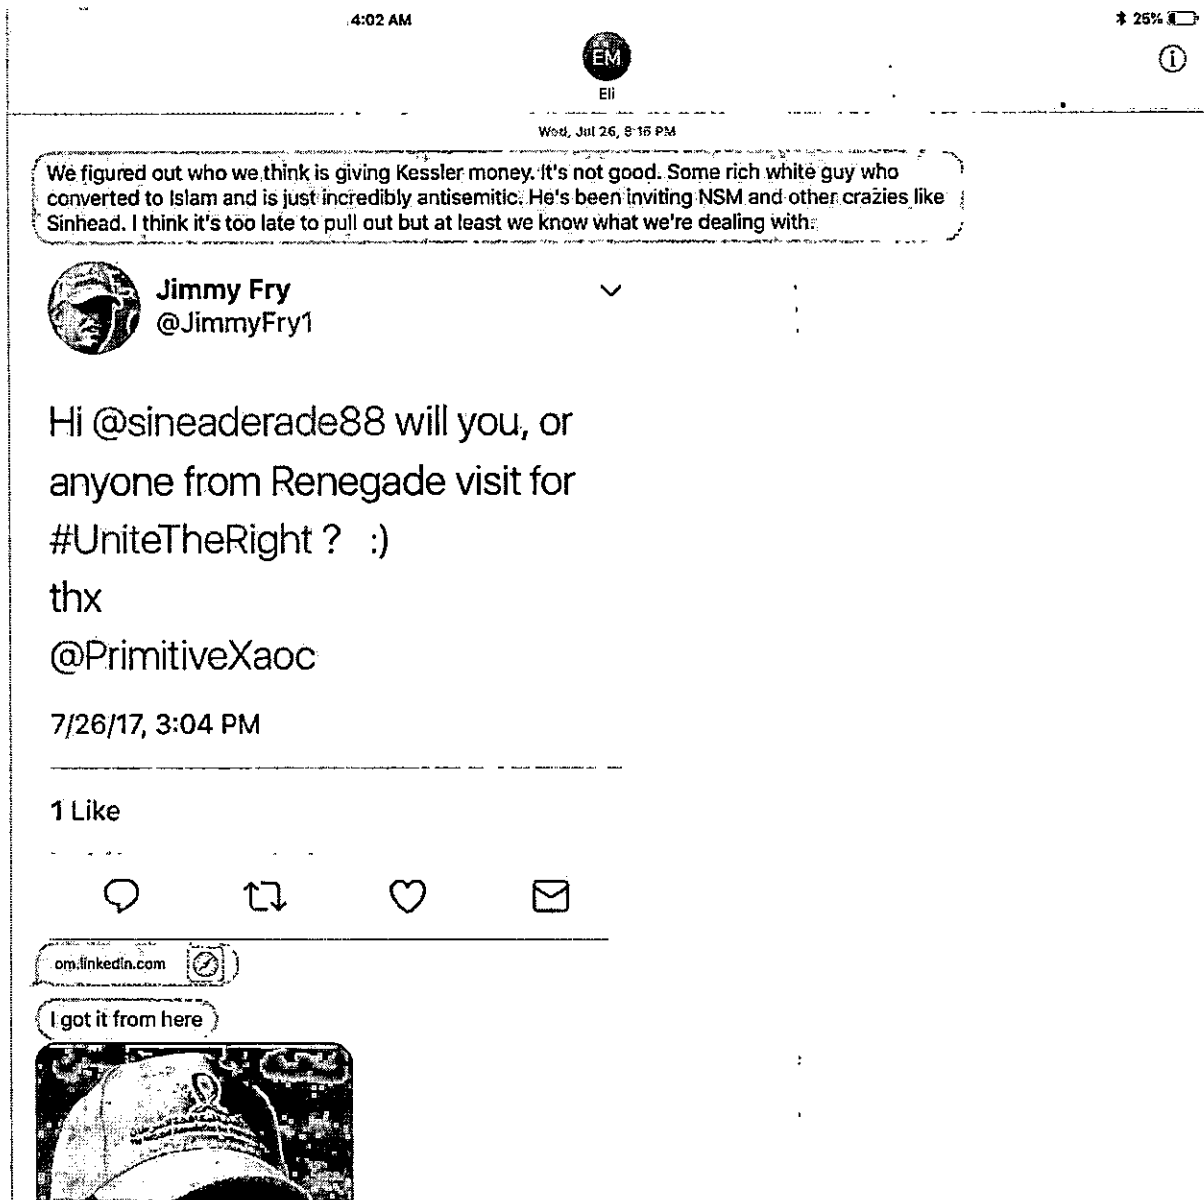 4:02 AM
25%
EM
Eli
Wed, Jul 26, 8:16 PM
We figured out who we think is giving Kessler money. It's not good. Some rich white guy who
converted to Islam and is just incredibly antisemitic. He's been inviting NSM and other crazies like
Sinhead. I think it's too late to pull out but at least we know what we're dealing with.
Jimmy Fry
@JimmyFry1
Hi @sineaderade88 will you, or
anyone from Renegade visit for
#UniteTheRight ? :)
thx
@PrimitiveXaoc
7/26/17, 3:04 PM
1 Like
om.linkedin.com
I got it from here